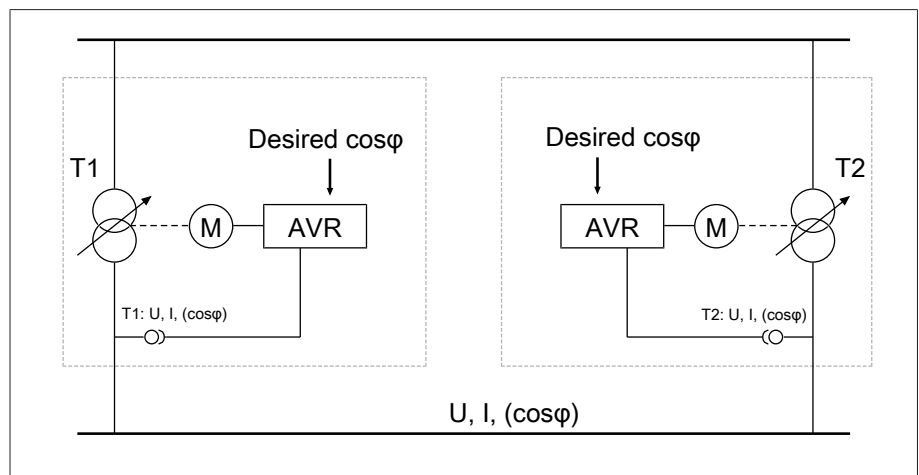 Desired cosφ
Desired cosφ
T1
T2
M
AVR
AVR
M
T1: U, I, (cosφ)
T2: U, I, (cosφ)
U, I, (cosφ)